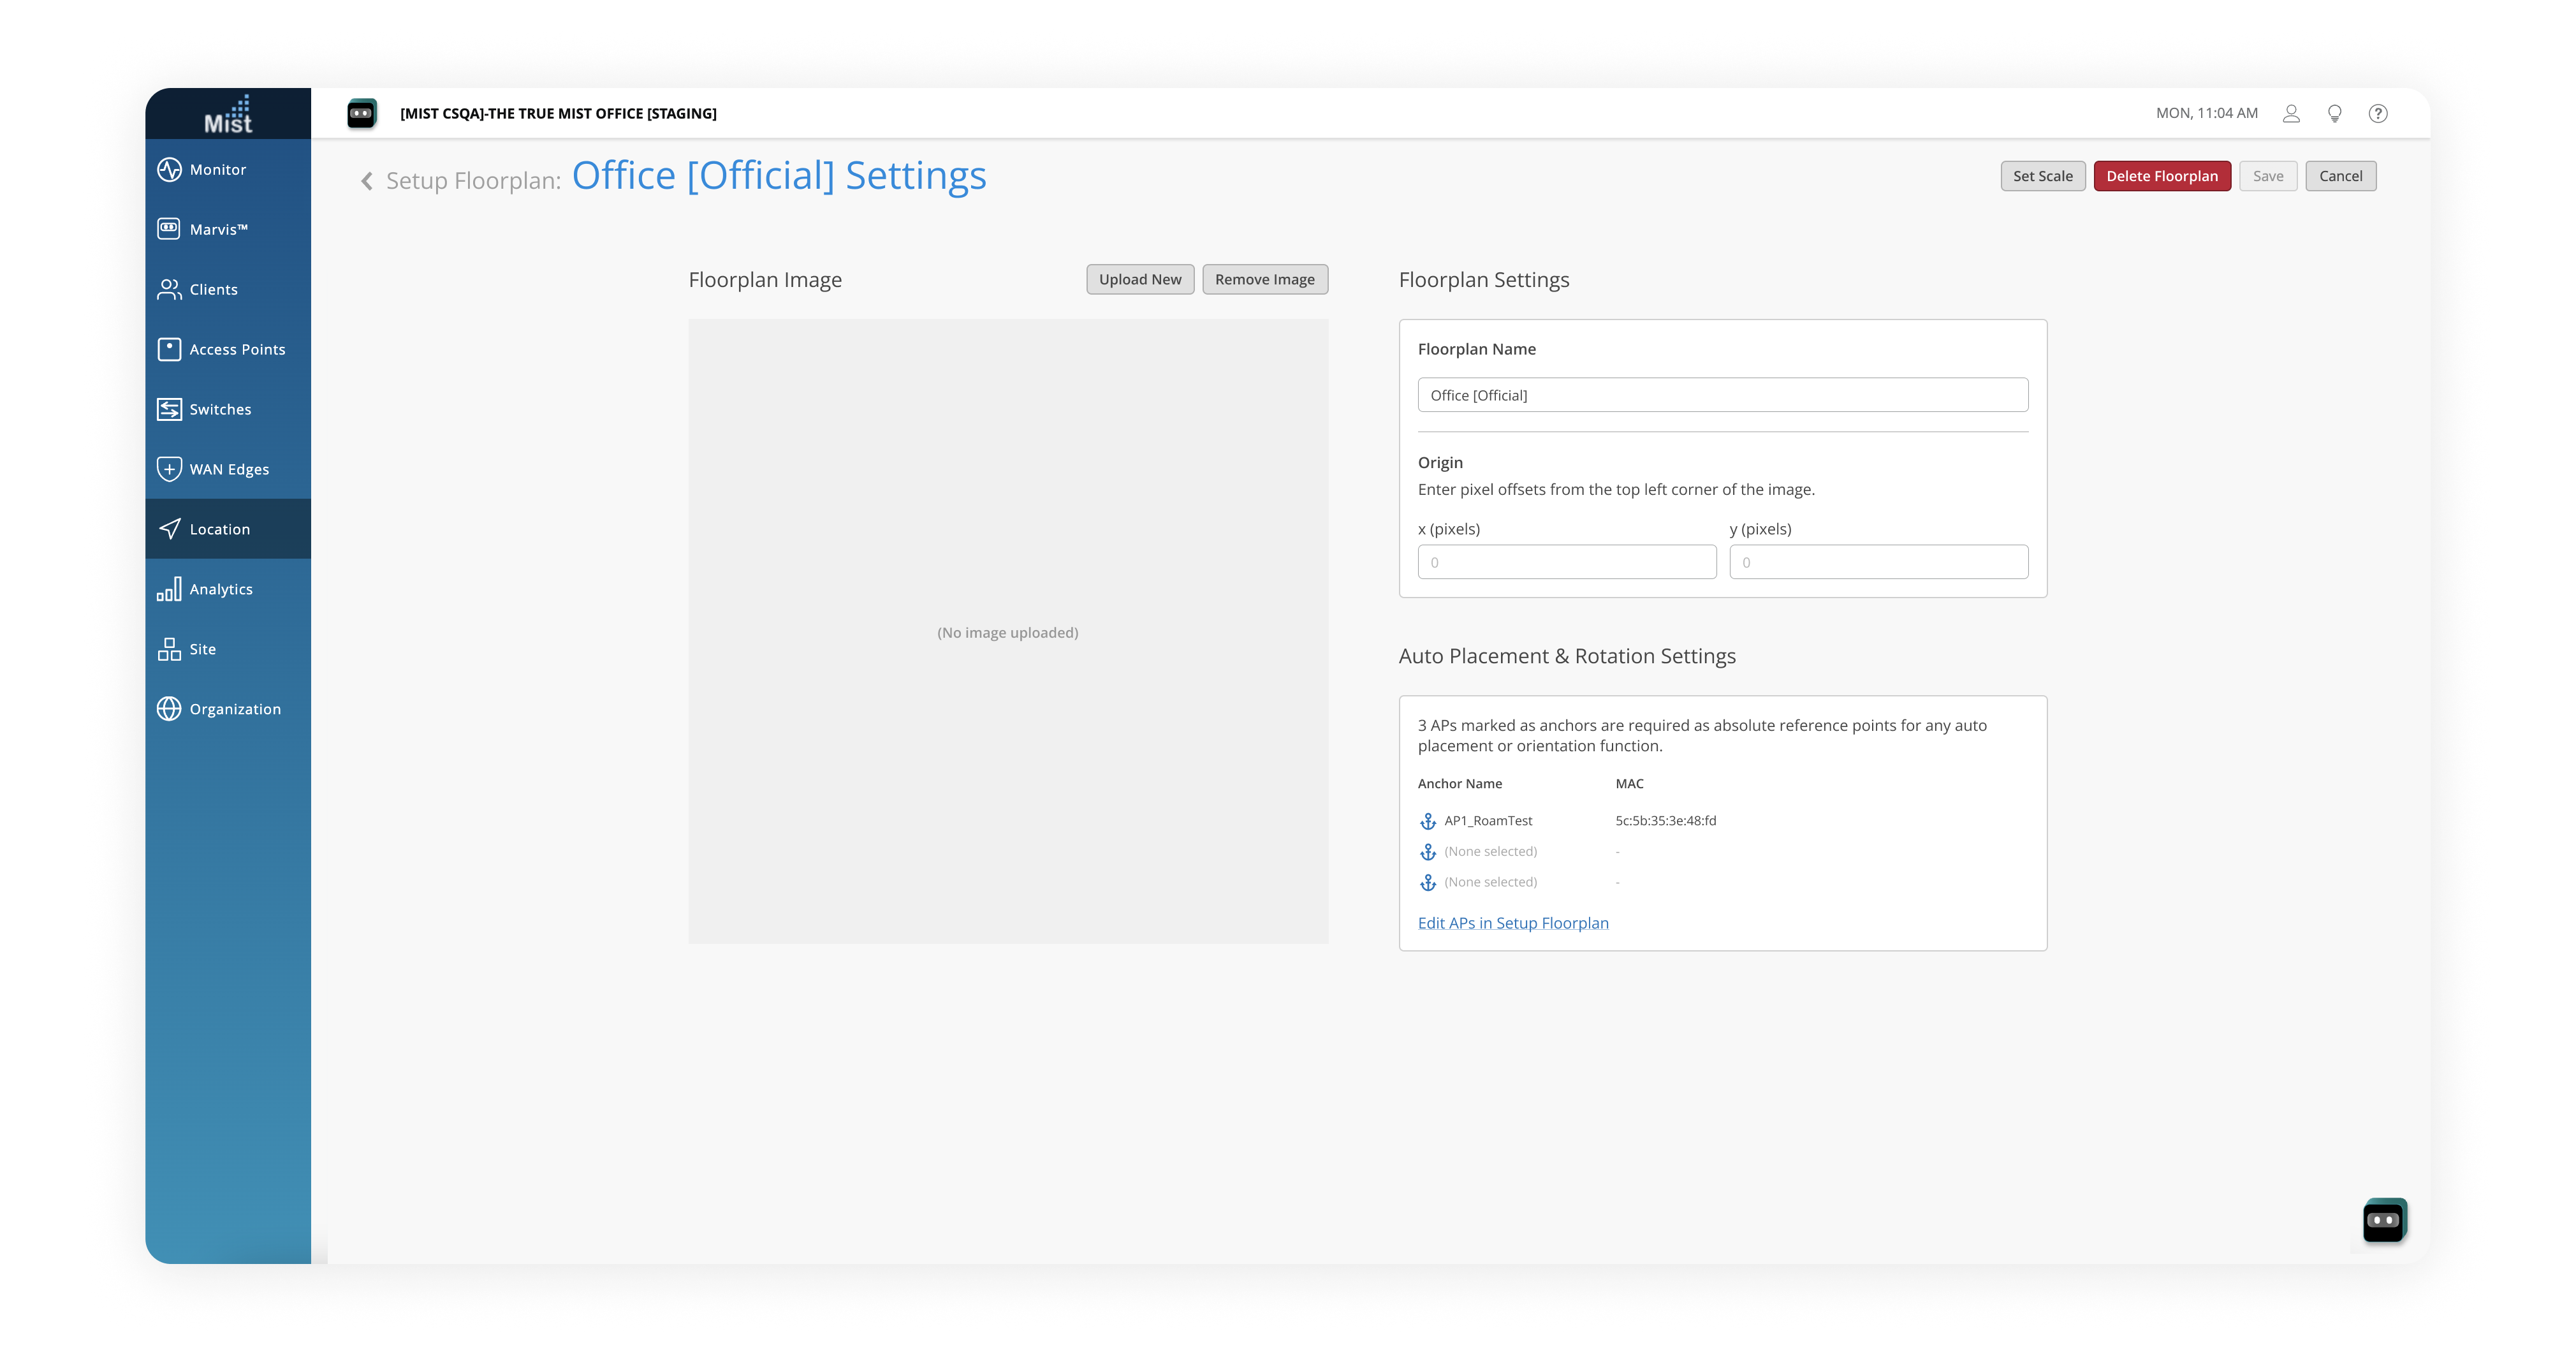 Mist
[MIST CSQA]-THE TRUE MIST OFFICE [STAGING]
MON, 11:04 AM
Monitor
Marvis™
Clients
Access Points
Switches
WAN Edges
Location
Analytics
Site
Organization
Setup Floorplan: Office [Official] Settings
Set Scale
Delete Floorplan
Save
Cancel
Floorplan Image
Upload New
Remove Image
(No image uploaded)
Floorplan Settings
Floorplan Name
Office [Official]
Origin
Enter pixel offsets from the top left corner of the image.
x (pixels)
y (pixels)
0
0
Auto Placement & Rotation Settings
3 APs marked as anchors are required as absolute reference points for any auto
placement or orientation function.
Anchor Name
MAC
AP1_RoamTest
5c:5b:35:3e:48:fd
(None selected)
-
(None selected)
-
Edit APs in Setup Floorplan